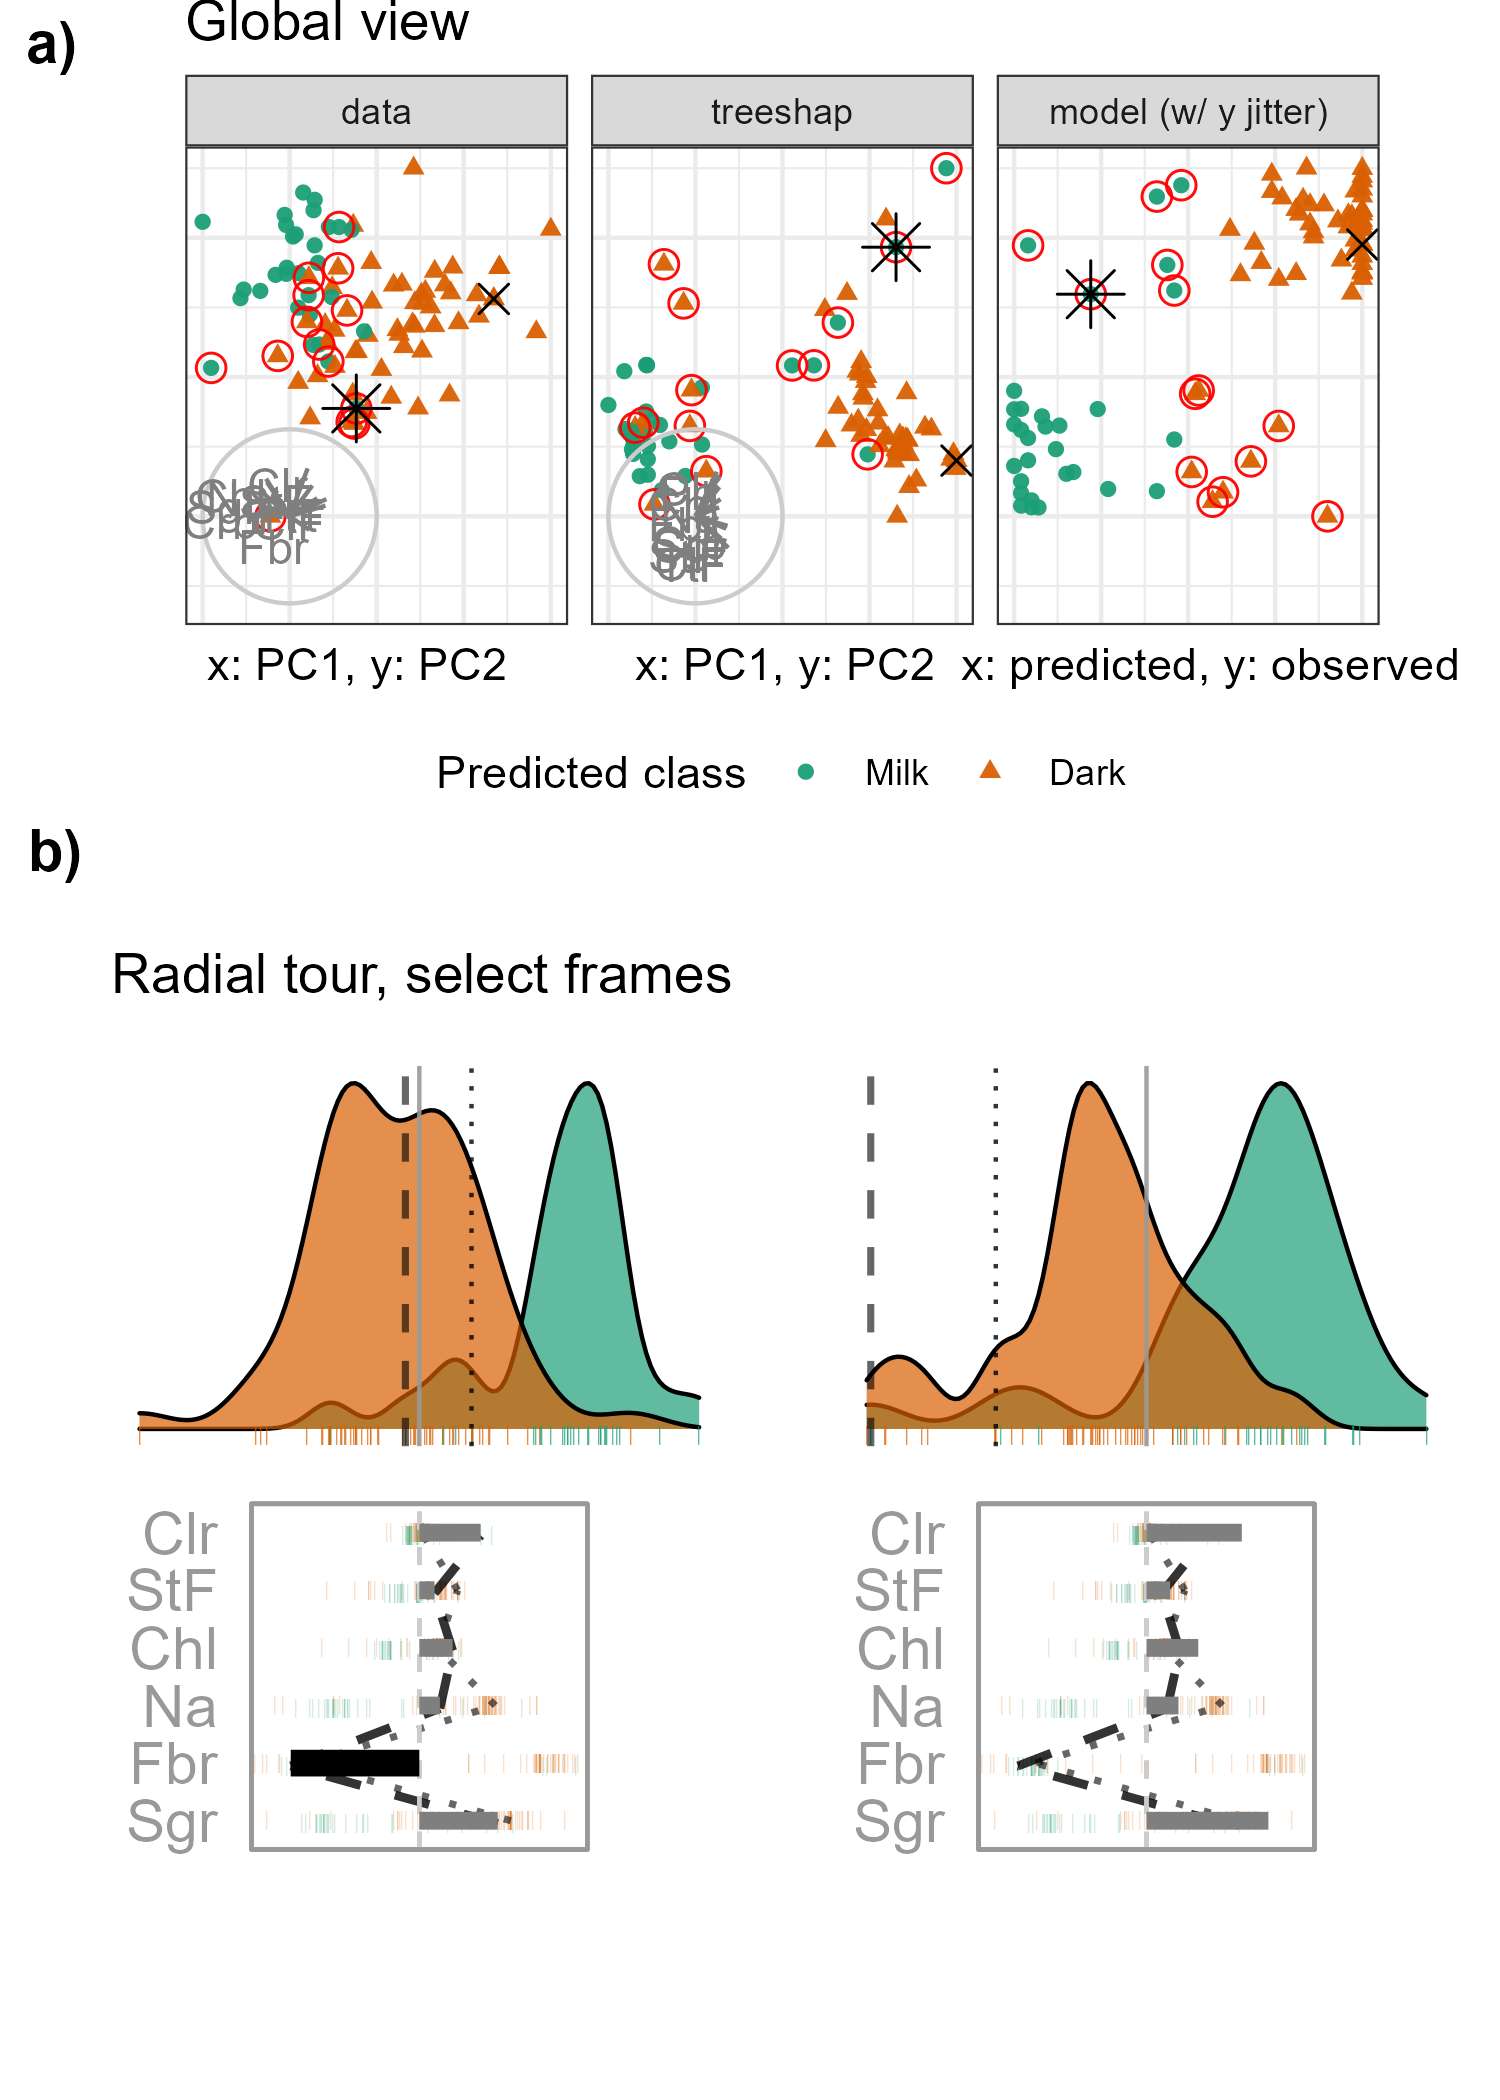 a)
Global view
data
treeshap
model (w/ y jitter)
Fbr
x: PC1, y: PC2
x: PC1, y: PC2
x: predicted, y: observed
Predicted class
Milk
Dark
b)
Radial tour, select frames
Clr
StF
Chl
Na
Fbr
Sgr
Clr
StF
Chl
Na
Fbr
Sgr